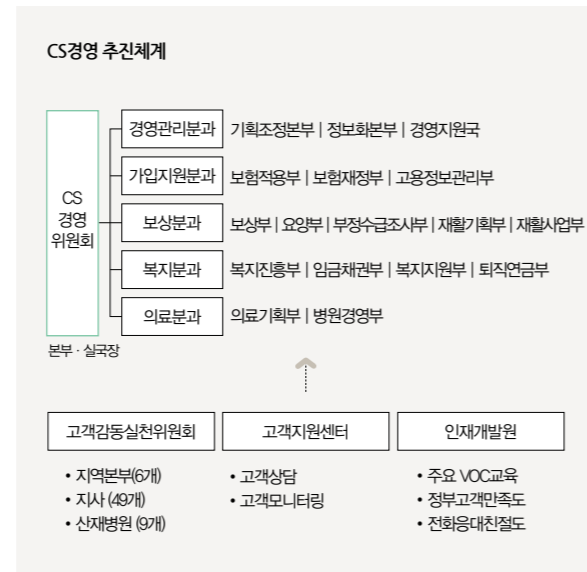 CS경영 추진체계
CS
경영
위원회
본부 · 실국장
경영관리분과 기획조정본부 | 정보화본부 | 경영지원국
가입지원분과 보험적용부 | 보험재정부 | 고용정보관리부
보상분과 보상부 | 요양부 | 부정수급조사부 | 재활기획부 | 재활사업부
복지분과 복지진흥부 | 임금채권부 | 복지지원부 | 퇴직연금부
의료분과 의료기획부 | 병원경영부
고객감동실천위원회
• 지역본부(6개)
• 지사 (49개)
• 산재병원 (9개)
고객지원센터
• 고객상담
• 고객모니터링
인재개발원
• 주요 VOC교육
• 정부고객만족도
• 전화응대친절도